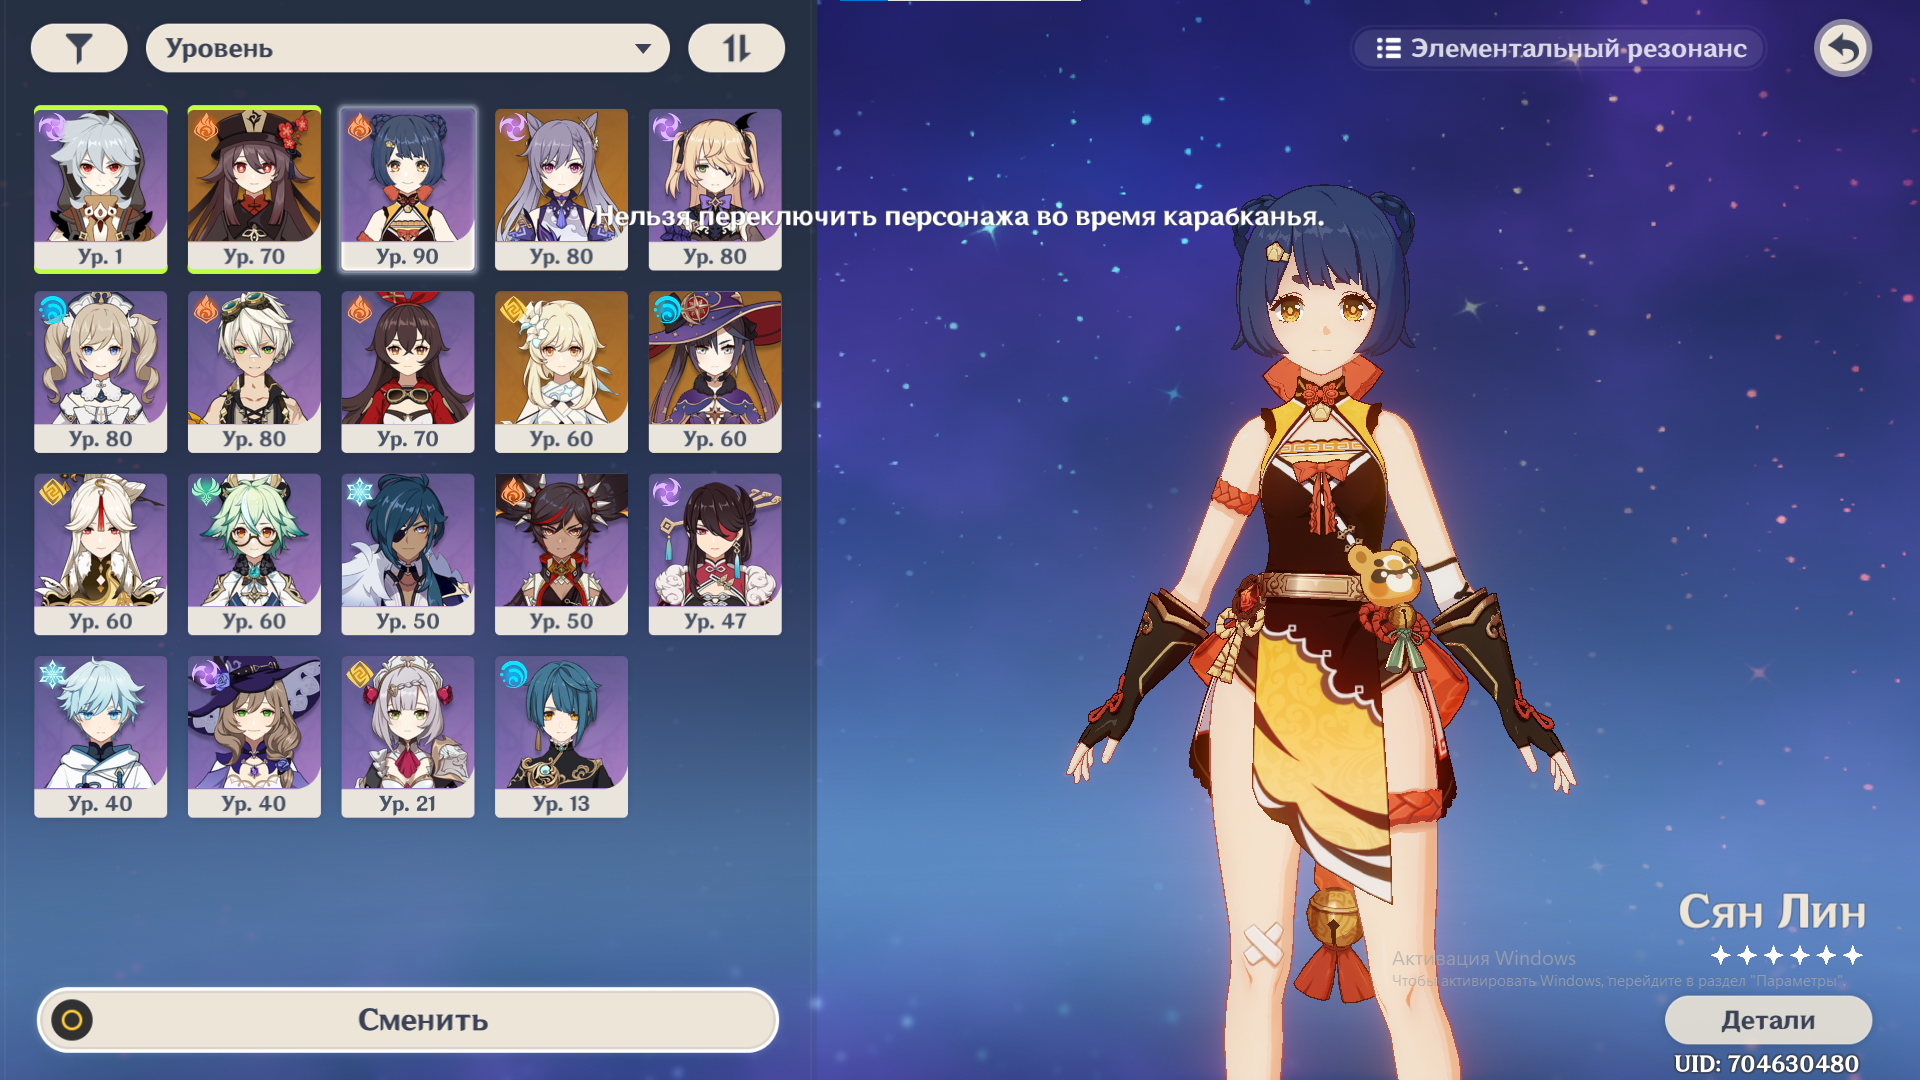 Уровень
Элементальный резонанс
Ур. 1
Ур. 70
Ур. 90
Ур. 80
Ур. 80
Нельзя переключить персонажа во время карабканья.
Ур. 80
Ур. 80
Ур. 70
Ур. 60
Ур. 60
Ур. 60
Ур. 60
Ур. 50
Ур. 50
Ур. 47
Ур. 40
Ур. 40
Ур. 21
Ур. 13
Сян Лин
Активация Windows
Чтобы активировать Windows, перейдите в раздел "Параметры".
Сменить
Детали
UID: 704630480